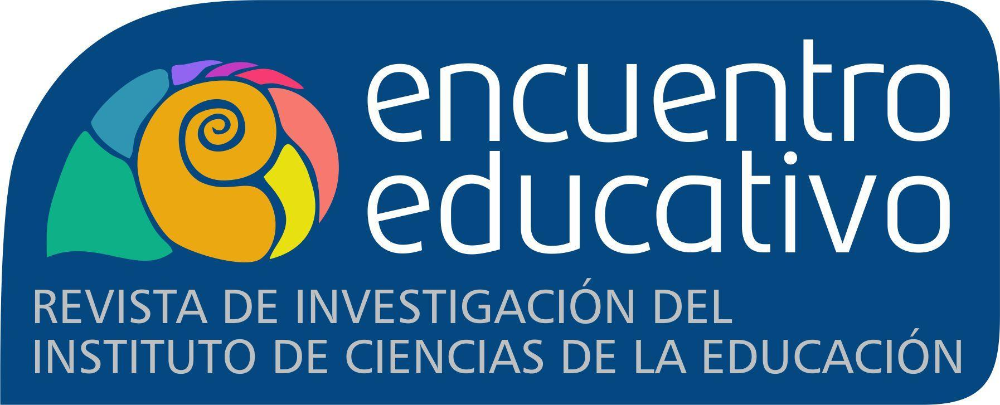 encuentro
educativo
REVISTA DE INVESTIGACIÓN DEL
INSTITUTO DE CIENCIAS DE LA EDUCACIÓN